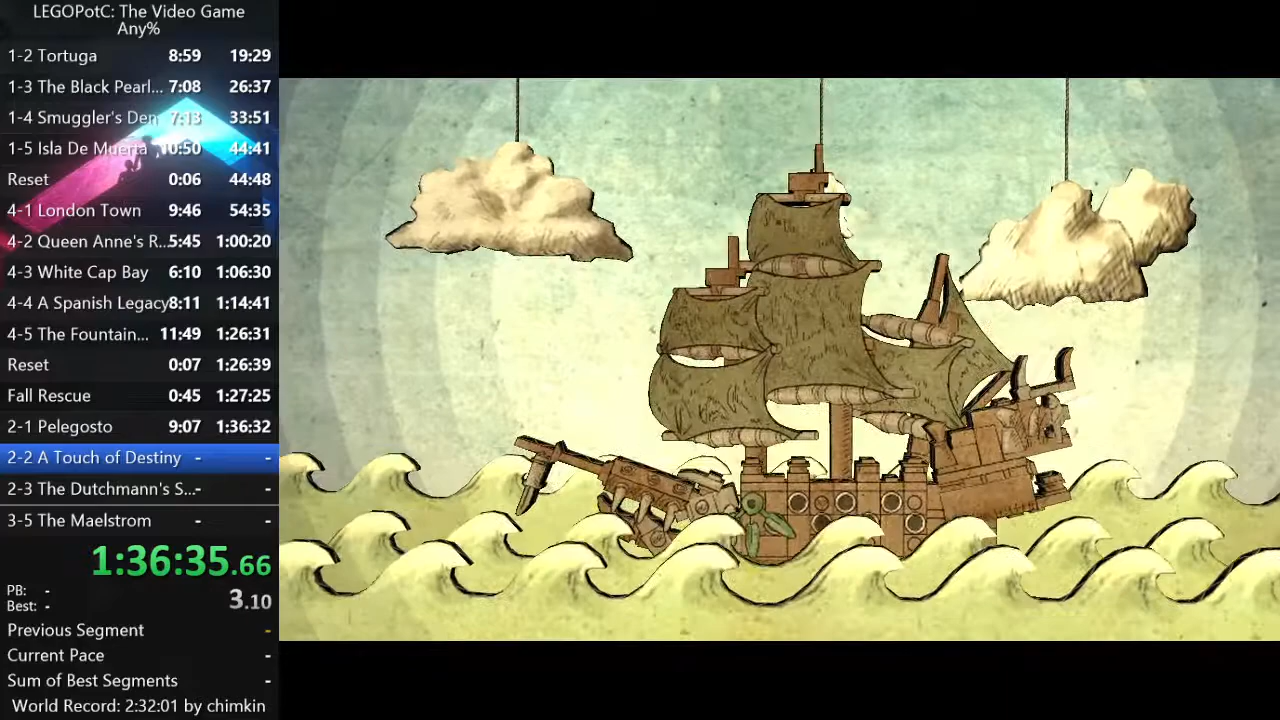 LEGOPotC: The Video Game
Any%
1-2 Tortuga 8:59 19:29
1-3 The Black Pearl... 7:08 26:37
1-4 Smuggler's Den 7:13 33:51
1-5 Isla De Muerta 10:50 44:41
Reset 0:06 44:48
4-1 London Town 9:46 54:35
4-2 Queen Anne's R... 5:45 1:00:20
4-3 White Cap Bay 6:10 1:06:30
4-4 A Spanish Legacy 8:11 1:14:41
4-5 The Fountain... 11:49 1:26:31
Reset 0:07 1:26:39
Fall Rescue 0:45 1:27:25
2-1 Pelegosto 9:07 1:36:32
2-2 A Touch of Destiny - -
2-3 The Dutchmann's S... - -
3-5 The Maelstrom - -
1:36:35.66
PB: -
Best: -
3.10
Previous Segment -
Current Pace -
Sum of Best Segments -
World Record: 2:32:01 by chimkin